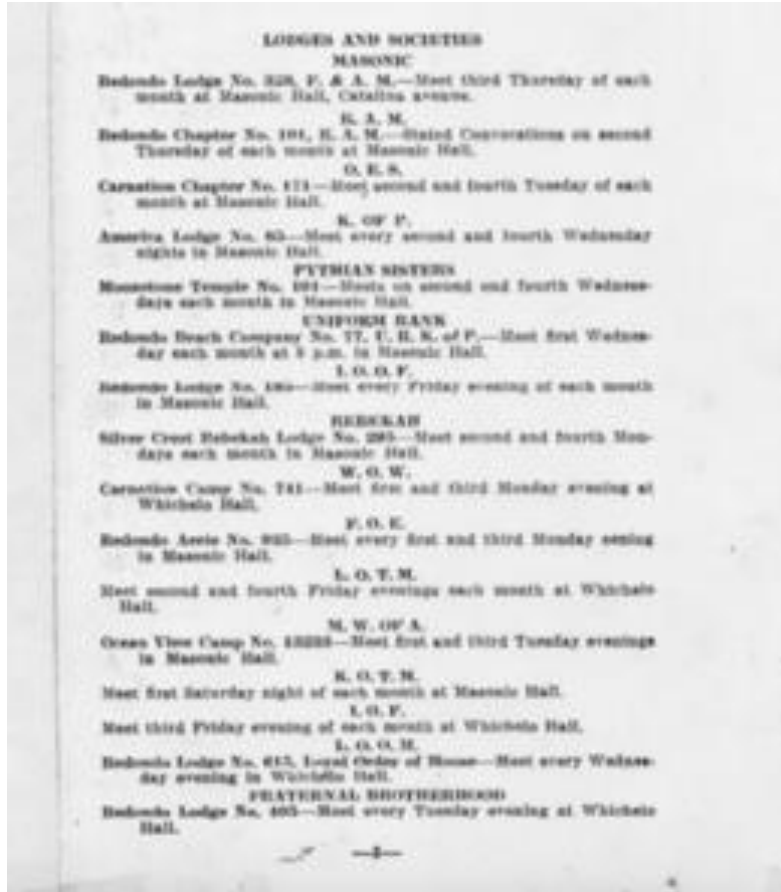 LODGES AND SOCIETIES
MASONIC
Redondo Lodge No. F. & A. M.—Meet third Thursday of each
month at Masonic Hall, Catalina avenue.
R. A. M.
Redondo Chapter No. 101, R. A. M.—Stated Convocations on second
Thursday of each month at Masonic Hall.
O. E. S.
Carnation Chapter No. 171—Meet second and fourth Tuesday of each
month at Masonic Hall.
K. OF P.
America Lodge No. —Meet every second and fourth Wednesday
nights in Masonic Hall.
PYTHIAN SISTERS
Moonstone Temple No. 101—Meets on second and fourth Wednes-
days each month in Masonic Hall.
UNIFORM RANK
Redondo Beach Company No. 77, U. R. K. of P.—Meet first Wednes-
day each month at 8 p.m. in Masonic Hall.
I. O. O. F.
Redondo Lodge No. —Meet every Friday evening of each month
in Masonic Hall.
REBEKAH
Silver Crest Rebekah Lodge No. —Meet second and fourth Mon-
days each month in Masonic Hall.
W. O. W.
Carnation Camp No. 741—Meet first and third Monday evening at
Whichelo Hall.
F. O. E.
Redondo Aerie No. —Meet every first and third Monday eening
in Masonic Hall.
L. O. T. M.
Meet second and fourth Friday evenings each month at Whichelo
Hall.
M. W. OF A.
Ocean View Camp No. —Meet first and third Tuesday evenings
in Masonic Hall.
K. O. T. M.
Meet first Saturday night of each month at Masonic Hall.
I. O. F.
Meet third Friday evening of each month at Whichelo Hall.
L. O. O. M.
Redondo Lodge No. 615, Loyal Order of Moose—Meet every Wednes-
day evening in Whichelo Hall.
FRATERNAL BROTHERHOOD
Redondo Lodge No. —Meet every Tuesday evening at Whichelo
Hall.